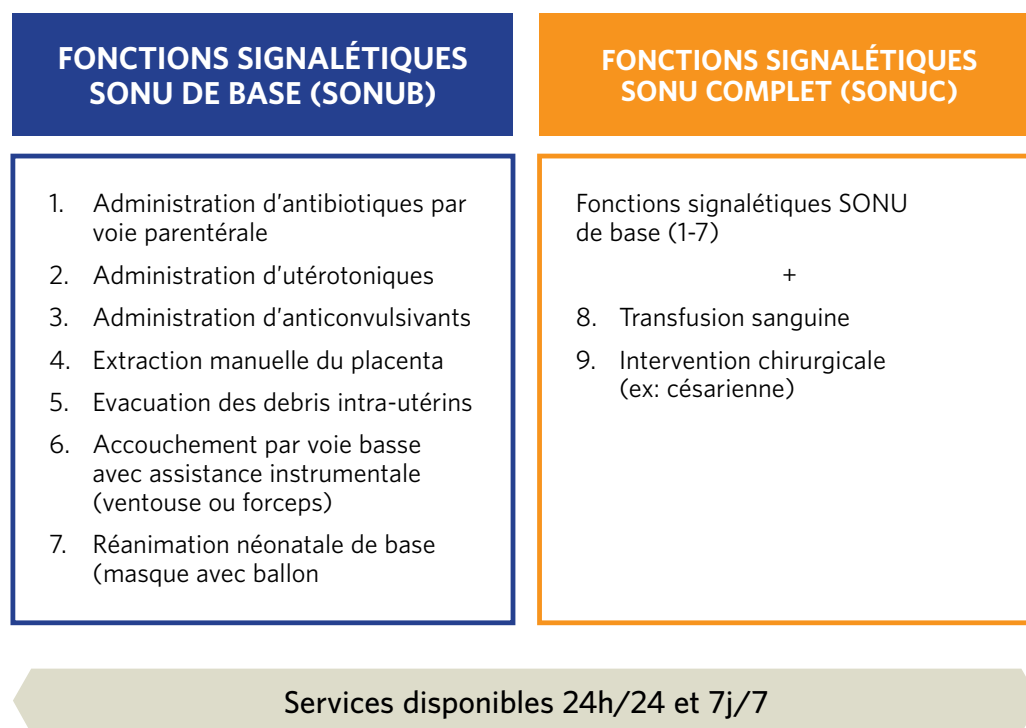 FONCTIONS SIGNALÉTIQUES
SONU DE BASE (SONUB)
1. Administration d'antibiotiques par
voie parentérale
2. Administration d'utérotoniques
3. Administration d'anticonvulsivants
4. Extraction manuelle du placenta
5. Evacuation des debris intra-utérins
6. Accouchement par voie basse
avec assistance instrumentale
(ventouse ou forceps)
7. Réanimation néonatale de base
(masque avec ballon
FONCTIONS SIGNALÉTIQUES
SONU COMPLET (SONUC)
Fonctions signalétiques SONU
de base (1-7)
+
8. Transfusion sanguine
9. Intervention chirurgicale
(ex: césarienne)
Services disponibles 24h/24 et 7j/7